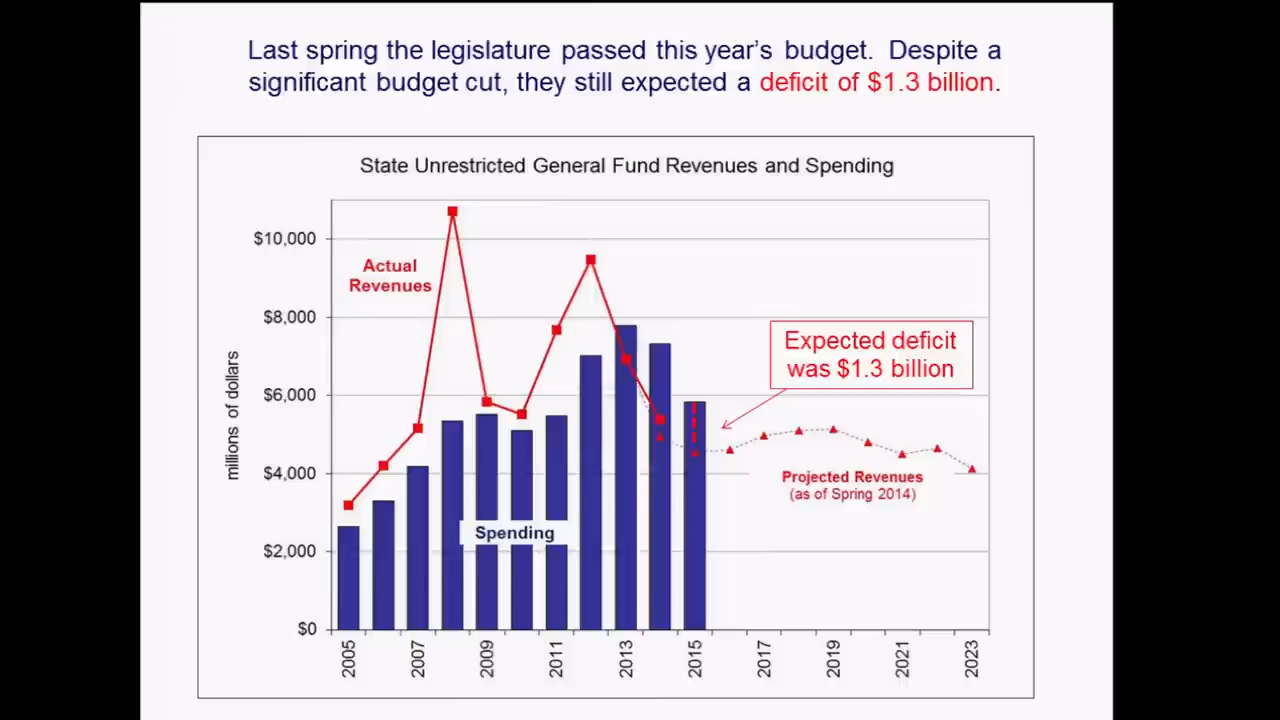 Last spring the legislature passed this year's budget. Despite a
significant budget cut, they still expected a deficit of $1.3 billion.
State Unrestricted General Fund Revenues and Spending
$10,000
$8,000
$6,000
$4,000
$2,000
$0
millions of dollars
Actual
Revenues
Expected deficit
was $1.3 billion
Projected Revenues
(as of Spring 2014)
Spending
2005
2007
2009
2011
2013
2015
2017
2019
2021
2023